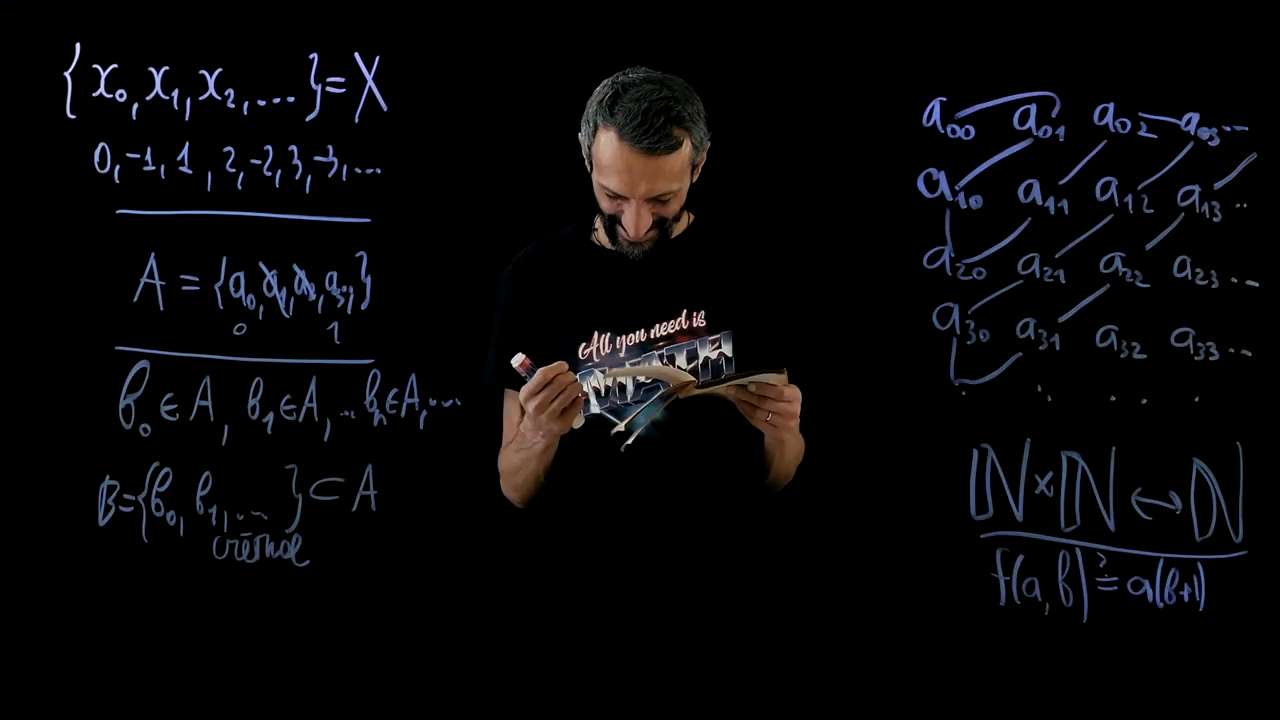 {x₀, x₁, x₂, ... } = X
0, -1, 1, 2, -2, 3, -3, ...
A = {a₀, a₁, a₂, a₃, }
0 1
b₀ ∈ A, b₁ ∈ A, ... bₙ ∈ A, ...
B = {b₀, b₁, ... } ⊂ A
счётное
All you need is
MATH
a₀₀ a₀₁ a₀₂ a₀₃ ...
a₁₀ a₁₁ a₁₂ a₁₃ ..
a₂₀ a₂₁ a₂₂ a₂₃ ...
a₃₀ a₃₁ a₃₂ a₃₃ ...
ℕ × ℕ ↔ ℕ
f(a, b) ≟ a(b+1)